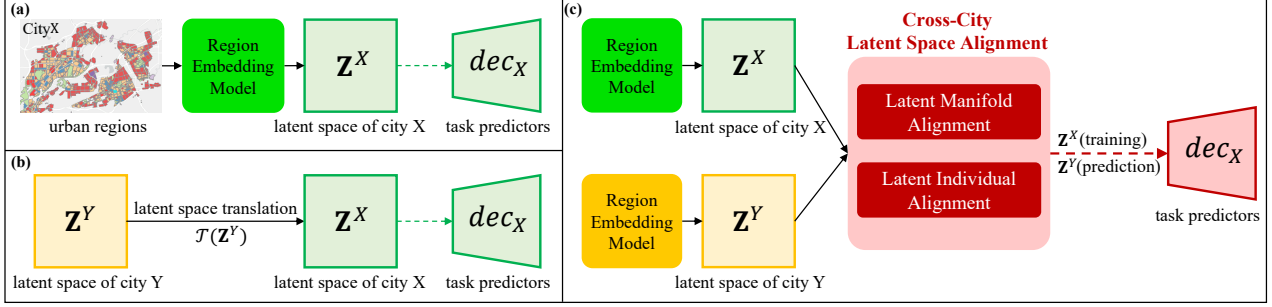 (a)
CityX
urban regions
Region
Embedding
Model
𝐙^X
latent space of city X
dec_X
task predictors
(b)
𝐙^Y
latent space of city Y
latent space translation
𝒯(𝐙^Y)
𝐙^X
latent space of city X
dec_X
task predictors
(c)
Region
Embedding
Model
𝐙^X
latent space of city X
Region
Embedding
Model
𝐙^Y
latent space of city Y
Cross-City
Latent Space Alignment
Latent Manifold
Alignment
Latent Individual
Alignment
𝐙^X(training)
𝐙^Y(prediction)
dec_X
task predictors